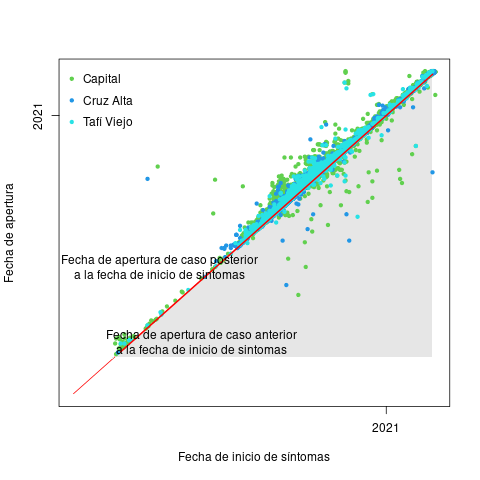 Capital
Cruz Alta
Tafí Viejo
2021
Fecha de apertura
Fecha de apertura de caso posterior
a la fecha de inicio de síntomas
Fecha de apertura de caso anterior
a la fecha de inicio de síntomas
2021
Fecha de inicio de síntomas